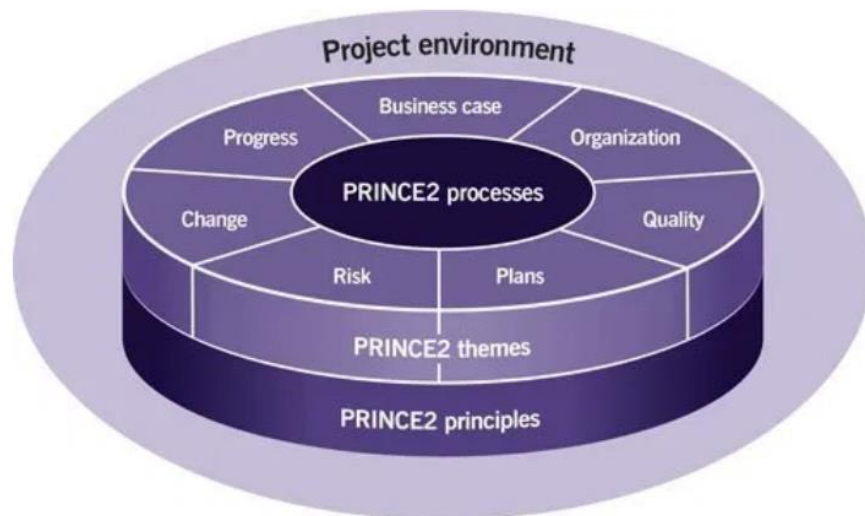 Project environment
Business case
Progress
Organization
PRINCE2 processes
Change
Quality
Risk
Plans
PRINCE2 themes
PRINCE2 principles